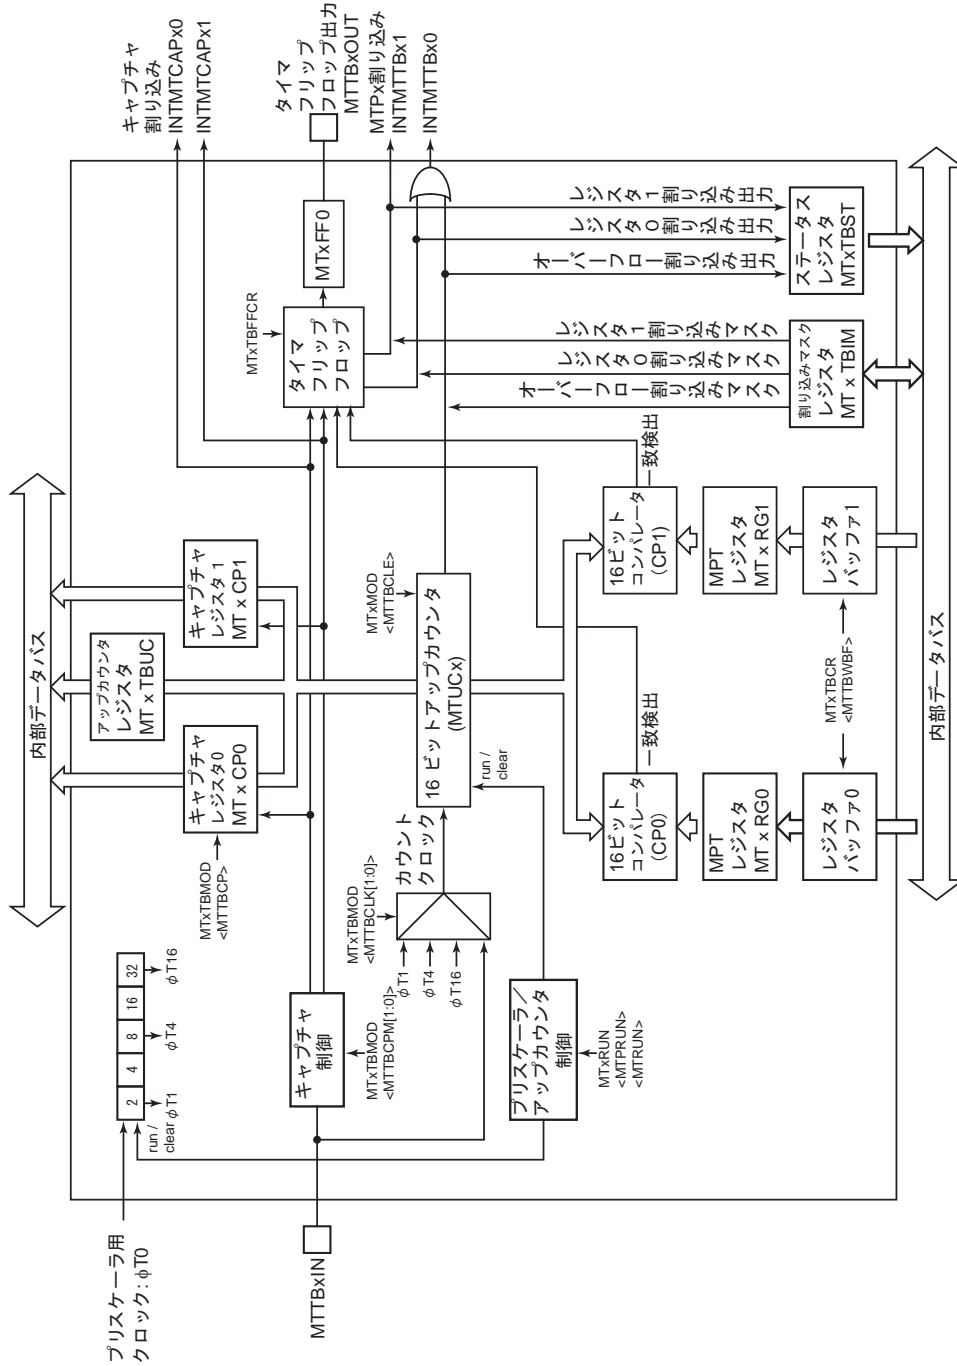 内部データバス
プリスケーラ用
クロック: φT0
2
4
8
16
32
run /
clear
φT1
φT4
φT16
MTTBxIN
キャプチャ
制御
MTxTBMOD
<MTTBCPM[1:0]>
MTxTBMOD
<MTTBCP>
キャプチャ
レジスタ0
MT x CP0
アップカウンタ
レジスタ
MT x TBUC
キャプチャ
レジスタ 1
MT x CP1
キャプチャ
割り込み
INTMTCAPx0
INTMTCAPx1
MTxTBMOD
<MTTBCLK[1:0]>
φT1
φT4
φT16
カウント
クロック
16 ビットアップカウンタ
(MTUCx)
run /
clear
MTxMOD
<MTTBCLE>
MTxTBFFCR
タイマ
フリップ
フロップ
MTxFF0
タイマ
フリップ
フロップ出力
MTTBxOUT
MTPx割り込み
INTMTTBx1
INTMTTBx0
プリスケーラ/
アップカウンタ
制御
MTxRUN
<MTPRUN>
<MTRUN>
16ビット
コンパレータ
(CP0)
一致検出
MPT
レジスタ
MT x RG0
レジスタ
バッファ0
MTxTBCR
<MTTBWBF>
16ビット
コンパレータ
(CP1)
一致検出
MPT
レジスタ
MT x RG1
レジスタ
バッファ1
オーバーフロー割り込みマスク
レジスタ0割り込みマスク
レジスタ1割り込みマスク
割り込みマスク
レジスタ
MT x TBIM
オーバーフロー割り込み出力
レジスタ0割り込み出力
レジスタ1割り込み出力
ステータス
レジスタ
MTxTBST
内部データバス